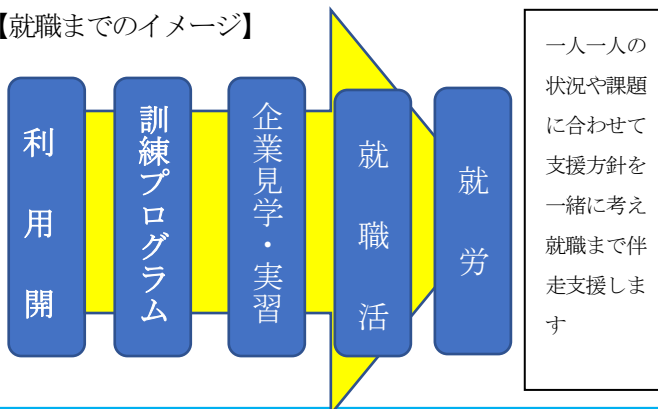 【就職までのイメージ】
利用開
訓練プログラム
企業見学・実習
就職活
就労
一人一人の
状況や課題
に合わせて
支援方針を
一緒に考え
就職まで伴
走支援しま
す